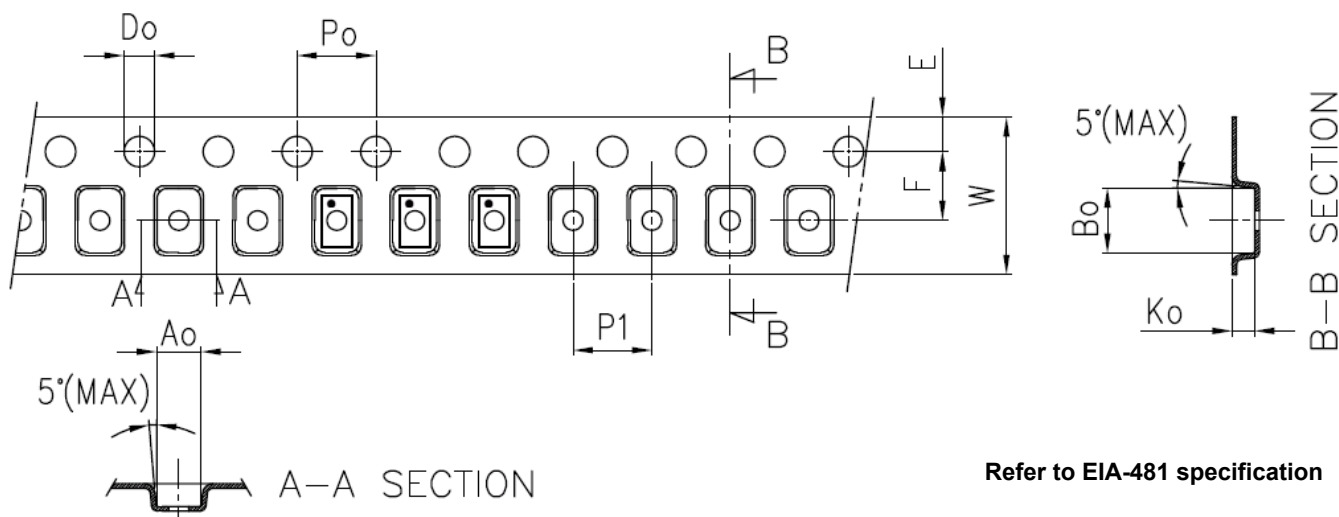 Do
Po
B
E
F
W
A
A
Ao
P1
B
5°(MAX)
A-A SECTION
5°(MAX)
Bo
Ko
B-B SECTION
Refer to EIA-481 specification